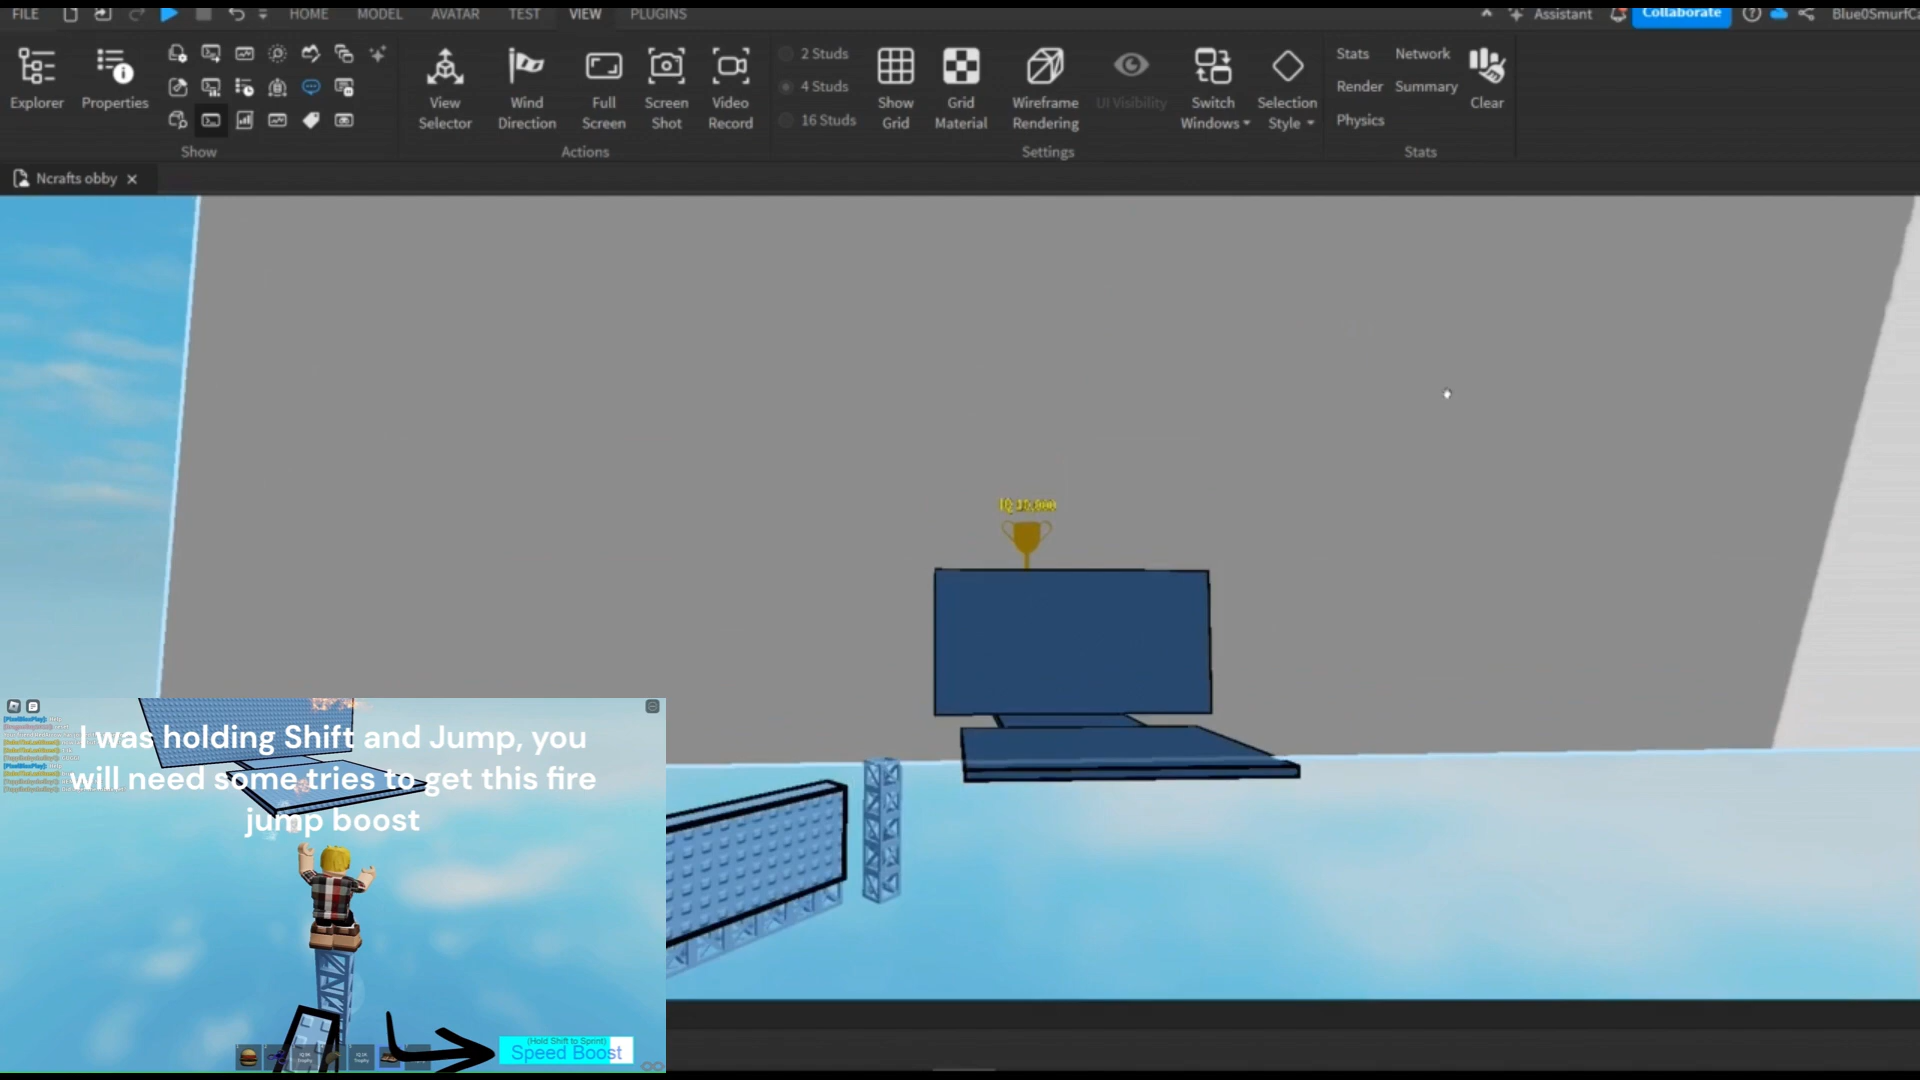 FILE HOME MODEL AVATAR TEST VIEW PLUGINS Assistant Collaborate
Explorer Properties
Show
View Selector
Wind Direction
Full Screen
Screen Shot
Video Record
Actions
2 Studs
4 Studs
16 Studs
Show Grid
Grid Material
Wireframe Rendering
UI Visibility
Switch Windows
Selection Style
Settings
Stats Network
Render Summary
Physics
Clear
Stats
Ncrafts obby
I was holding Shift and Jump, you
will need some tries to get this fire
jump boost
(Hold Shift to Sprint)
Speed Boost